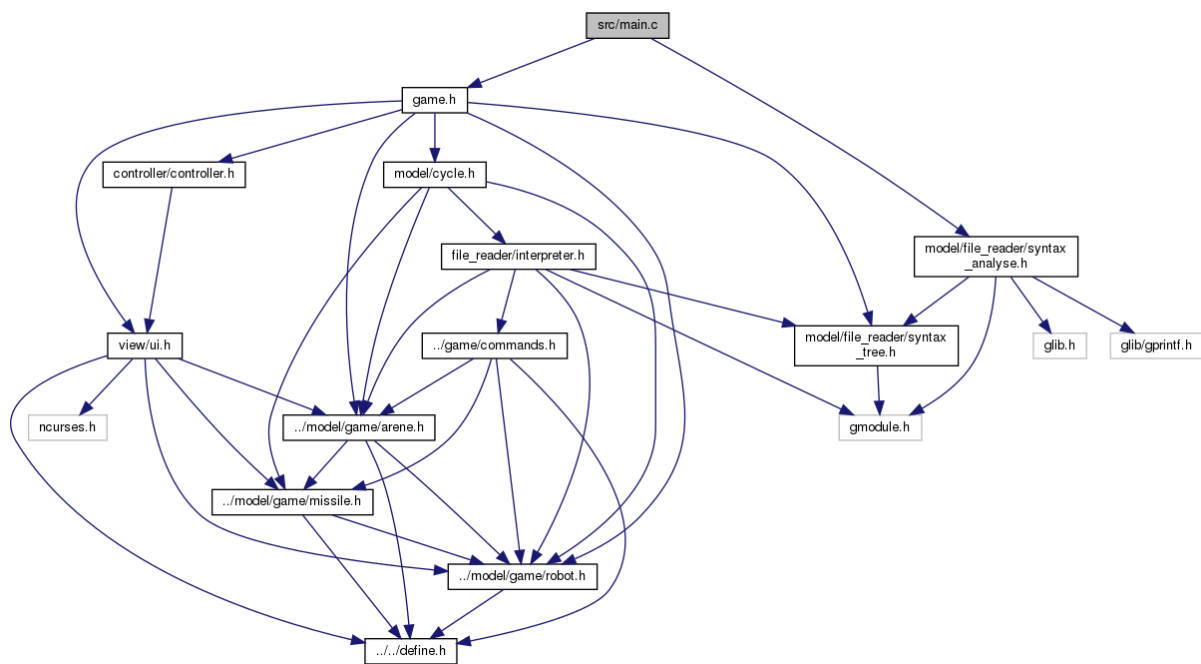 src/main.c
game.h
controller/controller.h
model/cycle.h
file_reader/interpreter.h
model/file_reader/syntax
_analyse.h
view/ui.h
../game/commands.h
model/file_reader/syntax
_tree.h
glib.h
glib/gprintf.h
ncurses.h
../model/game/arene.h
gmodule.h
../model/game/missile.h
../model/game/robot.h
../../define.h